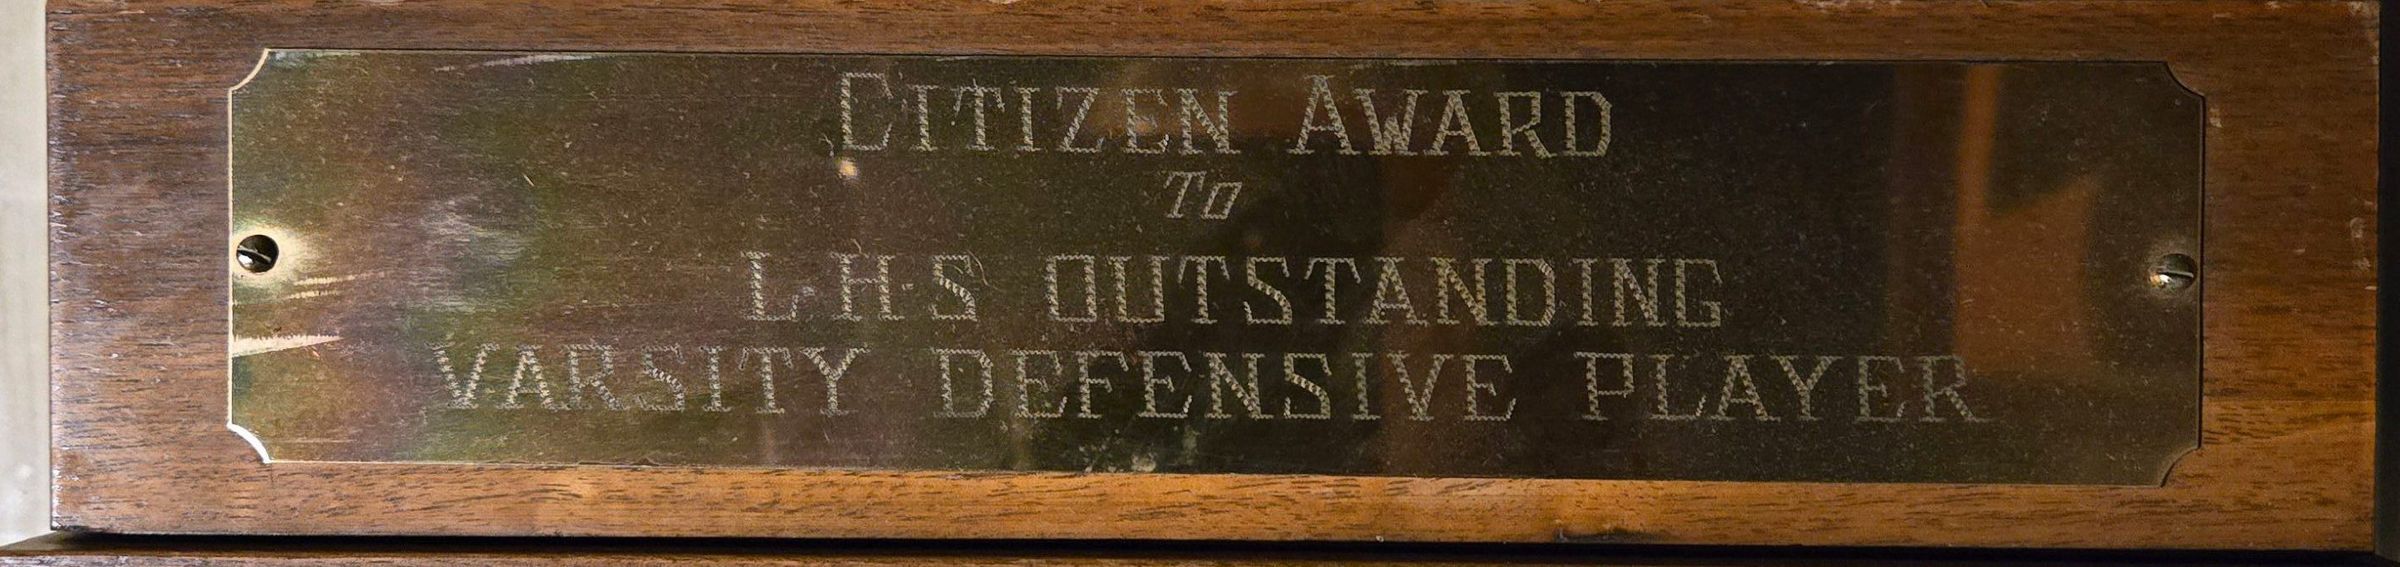 CITIZEN AWARD
TO
L-H-S OUTSTANDING
VARSITY DEFENSIVE PLAYER